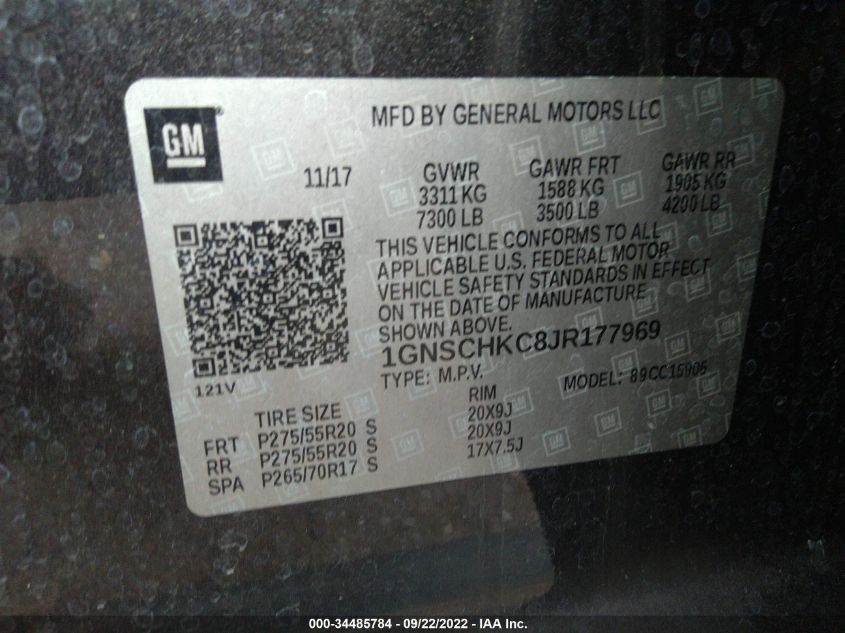 GM
MFD BY GENERAL MOTORS LLC
11/17
GVWR GAWR FRT GAWR RR
3311 KG 1588 KG 1905 KG
7300 LB 3500 LB 4200 LB
THIS VEHICLE CONFORMS TO ALL
APPLICABLE U.S. FEDERAL MOTOR
VEHICLE SAFETY STANDARDS IN EFFECT
ON THE DATE OF MANUFACTURE
SHOWN ABOVE.
1GNSCHKC8JR177969
TYPE: M.P.V. MODEL: 89CC15906
121V
TIRE SIZE RIM
FRT P275/55R20 S 20X9J
RR P275/55R20 S 20X9J
SPA P265/70R17 S 17X7.5J
000-34485784 - 09/22/2022 - IAA Inc.